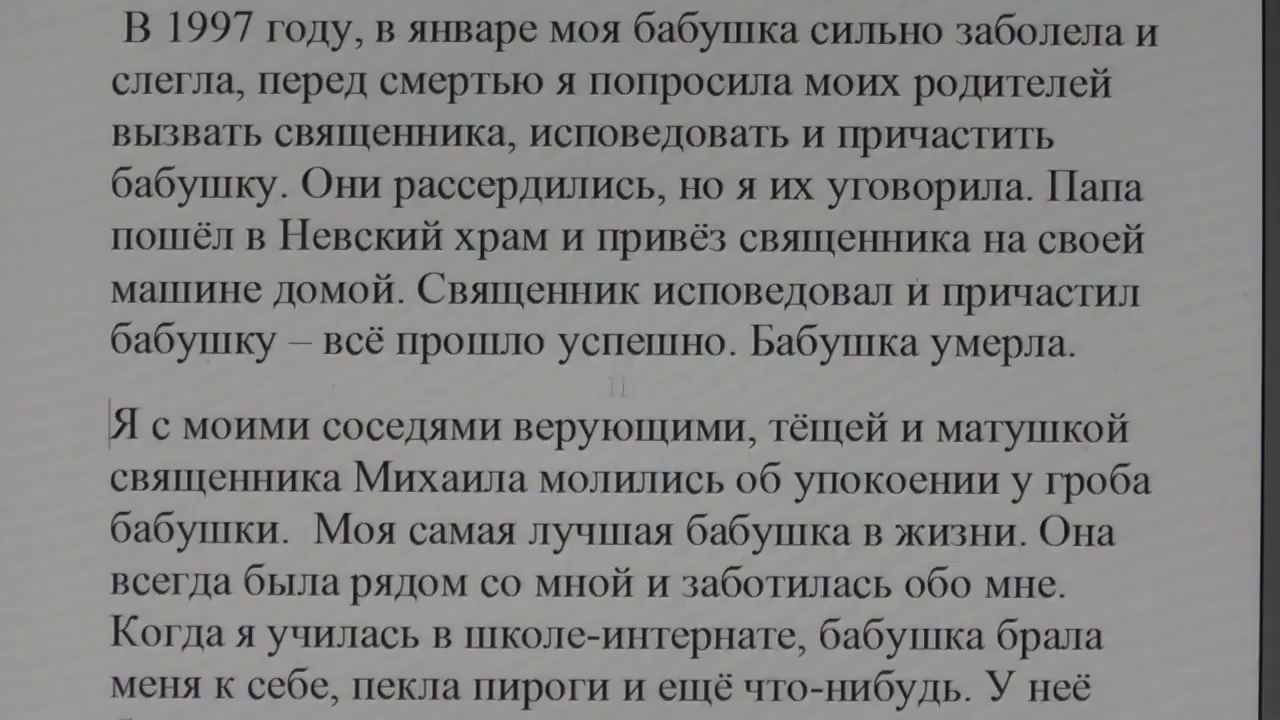 В 1997 году, в январе моя бабушка сильно заболела и
слегла, перед смертью я попросила моих родителей
вызвать священника, исповедовать и причастить
бабушку. Они рассердились, но я их уговорила. Папа
пошёл в Невский храм и привёз священника на своей
машине домой. Священник исповедовал и причастил
бабушку – всё прошло успешно. Бабушка умерла.
Я с моими соседями верующими, тёщей и матушкой
священника Михаила молились об упокоении у гроба
бабушки. Моя самая лучшая бабушка в жизни. Она
всегда была рядом со мной и заботилась обо мне.
Когда я училась в школе-интернате, бабушка брала
меня к себе, пекла пироги и ещё что-нибудь. У неё